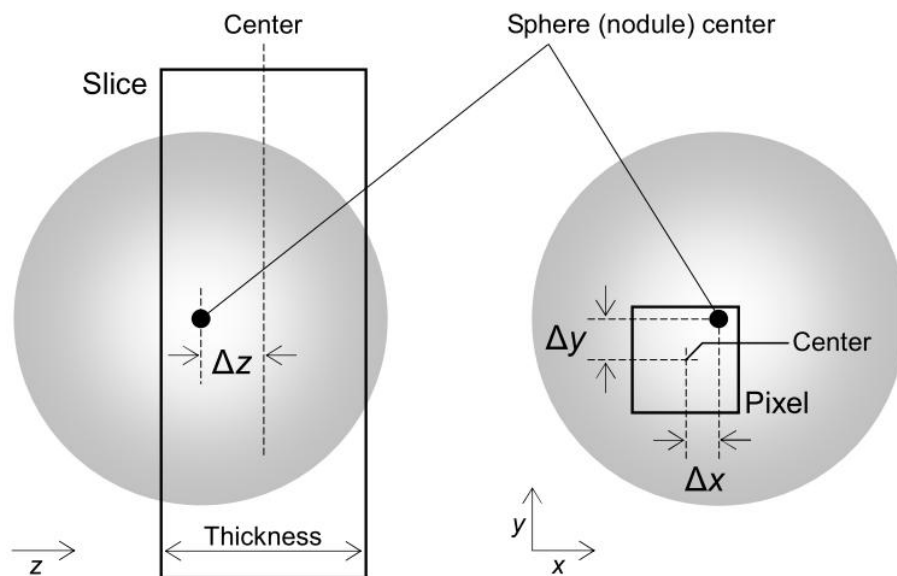 Center
Sphere (nodule) center
Slice
Δz
Δy
Center
Pixel
Δx
Thickness
z
y
x